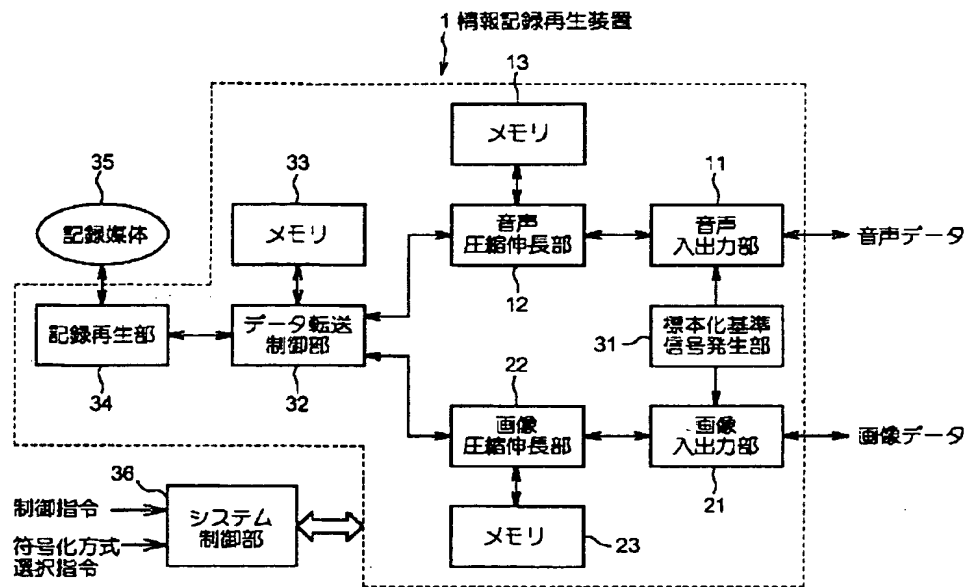 1 情報記録再生装置
13
メモリ
35
記録媒体
33
メモリ
音声
圧縮伸長部
12
11
音声
入出力部
音声データ
記録再生部
34
データ転送
制御部
32
31
標本化基準
信号発生部
22
画像
圧縮伸長部
画像
入出力部
21
画像データ
メモリ
23
36
システム
制御部
制御指令
符号化方式
選択指令